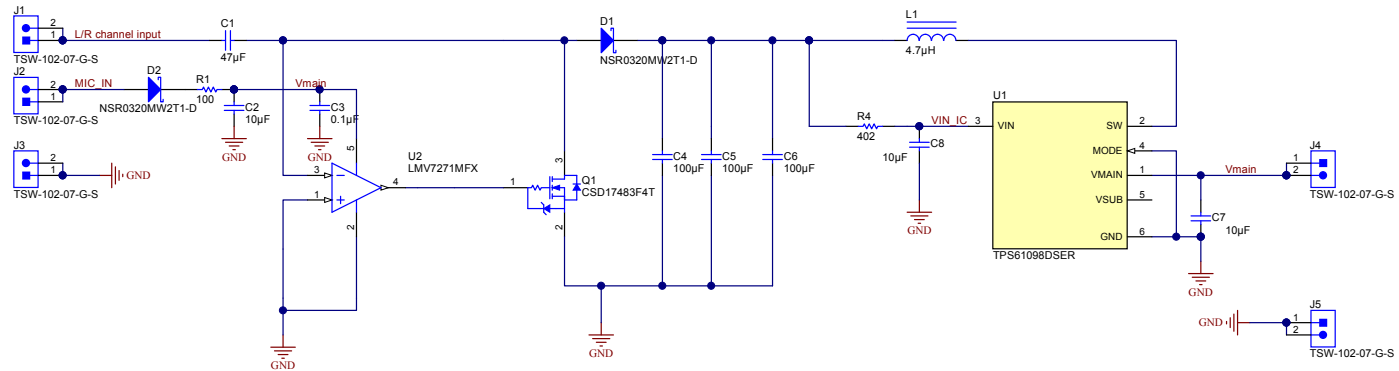 J1
2
1
TSW-102-07-G-S
L/R channel input
C1
47µF
D1
NSR0320MW2T1-D
L1
4.7µH
J2
2
1
TSW-102-07-G-S
MIC_IN
D2
NSR0320MW2T1-D
R1
100
C2
10µF
GND
Vmain
C3
0.1µF
GND
J3
2
1
TSW-102-07-G-S
GND
U2
LMV7271MFX
5
3
1
4
2
GND
1
3
2
Q1
CSD17483F4T
GND
C4
100µF
C5
100µF
C6
100µF
R4
402
VIN_IC
C8
10µF
GND
U1
3
VIN
SW
2
MODE
4
VMAIN
1
VSUB
5
GND
6
TPS61098DSER
Vmain
C7
10µF
GND
J4
1
2
TSW-102-07-G-S
GND
J5
1
2
TSW-102-07-G-S